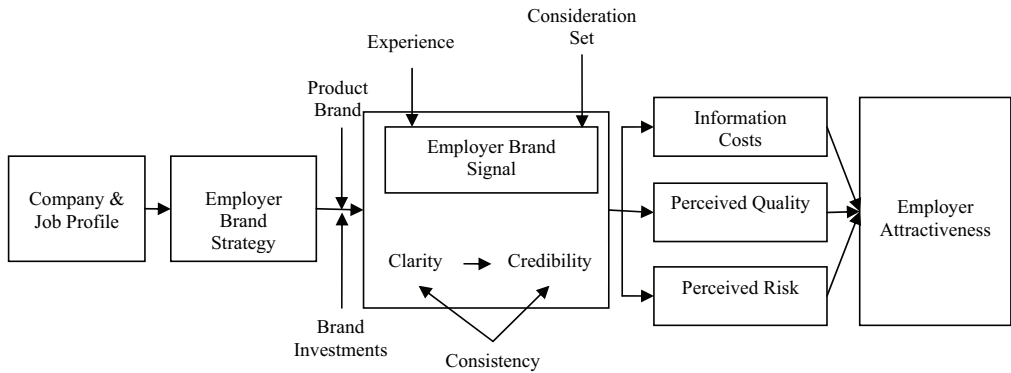 Consideration
Set
Experience
Product
Brand
Employer Brand
Signal
Information
Costs
Company &
Job Profile
Employer
Brand
Strategy
Perceived Quality
Employer
Attractiveness
Clarity
Credibility
Perceived Risk
Brand
Investments
Consistency